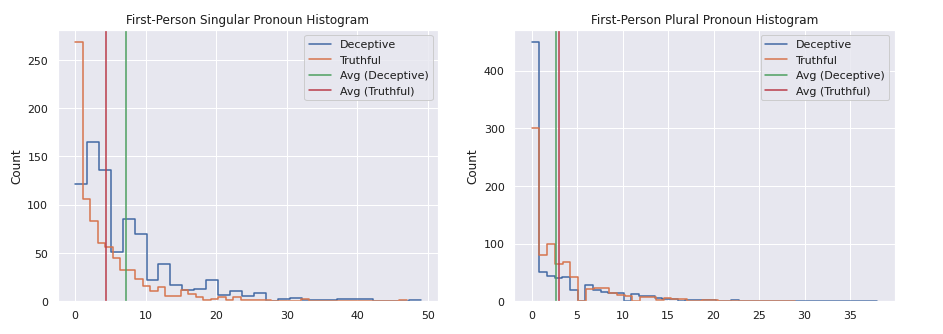 First-Person Singular Pronoun Histogram
Count
250
200
150
100
50
0
0 10 20 30 40 50
Deceptive
Truthful
Avg (Deceptive)
Avg (Truthful)
First-Person Plural Pronoun Histogram
Count
400
300
200
100
0
0 5 10 15 20 25 30 35
Deceptive
Truthful
Avg (Deceptive)
Avg (Truthful)